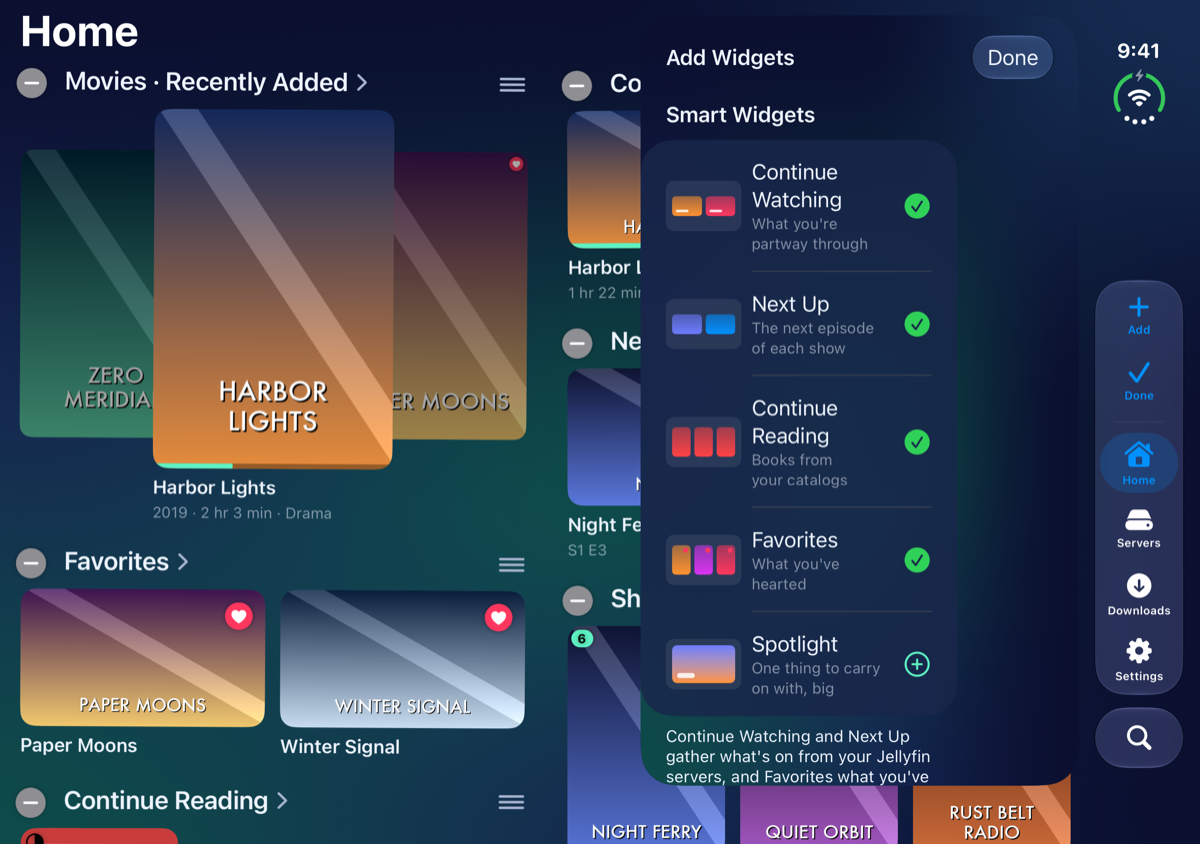 Home
Movies · Recently Added
ZERO
MERIDIA
HARBOR
LIGHTS
ER MOONS
Harbor Lights
2019 · 2 hr 3 min · Drama
Favorites
PAPER MOONS
WINTER SIGNAL
Paper Moons
Winter Signal
Continue Reading
Co
HA
Harbor L
1 hr 22 min
Ne
N
Night Fe
S1 E3
Sh
6
NIGHT FERRY
QUIET ORBIT
RUST BELT
RADIO
Add Widgets
Done
Smart Widgets
Continue
Watching
What you're
partway through
Next Up
The next episode
of each show
Continue
Reading
Books from
your catalogs
Favorites
What you've
hearted
Spotlight
One thing to carry
on with, big
Continue Watching and Next Up
gather what's on from your Jellyfin
servers, and Favorites what you've
9:41
Add
Done
Home
Servers
Downloads
Settings